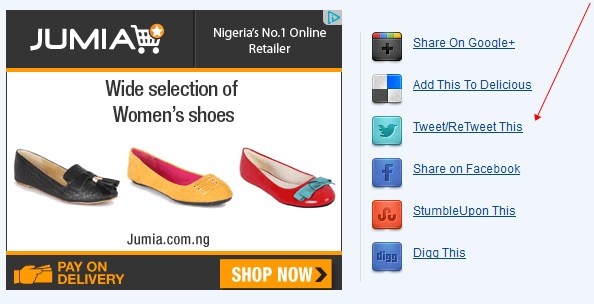 JUMIA
Nigeria's No.1 Online
Retailer
Wide selection of
Women's shoes
Jumia.com.ng
PAY ON
DELIVERY
SHOP NOW
Share On Google+
Add This To Delicious
Tweet/ReTweet This
Share on Facebook
StumbleUpon This
digg
Digg This